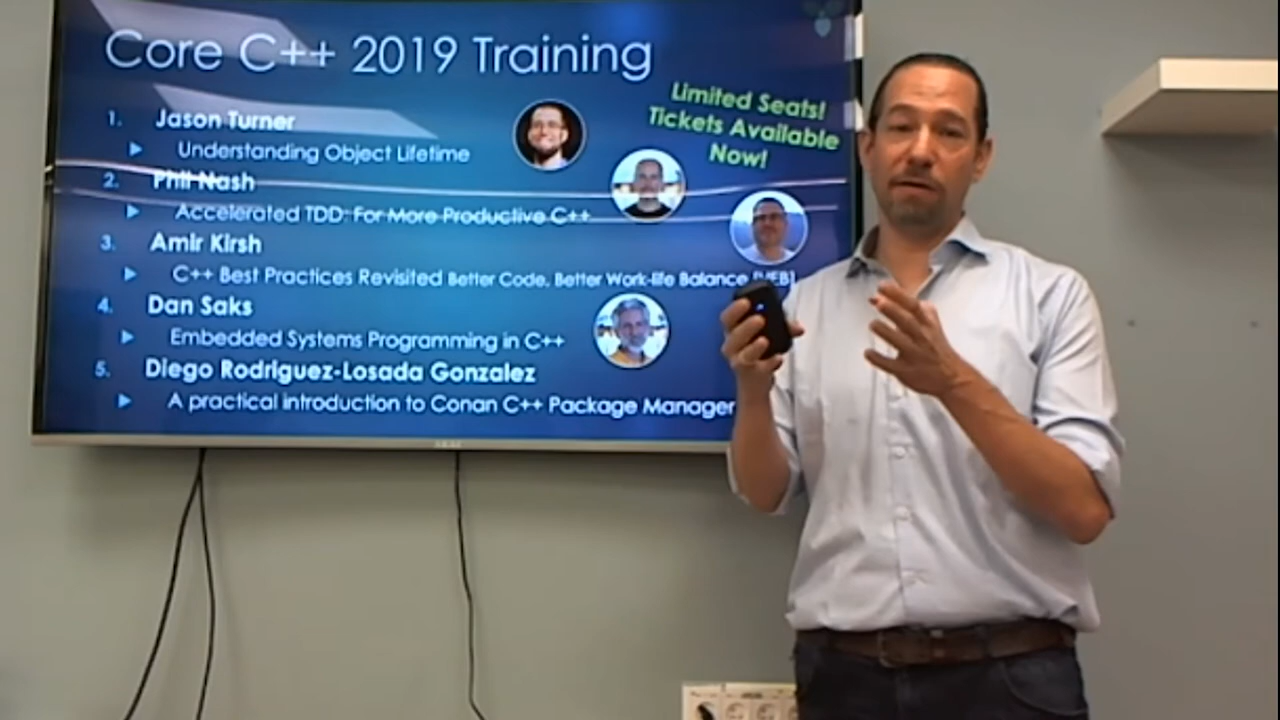 Core C++ 2019 Training
Limited Seats!
Tickets Available
Now!
1. Jason Turner
Understanding Object Lifetime
2. Phil Nash
Accelerated TDD: For More Productive C++
3. Amir Kirsh
C++ Best Practices Revisited Better Code, Better Work-life Balance
4. Dan Saks
Embedded Systems Programming in C++
5. Diego Rodriguez-Losada Gonzalez
A practical introduction to Conan C++ Package Manager